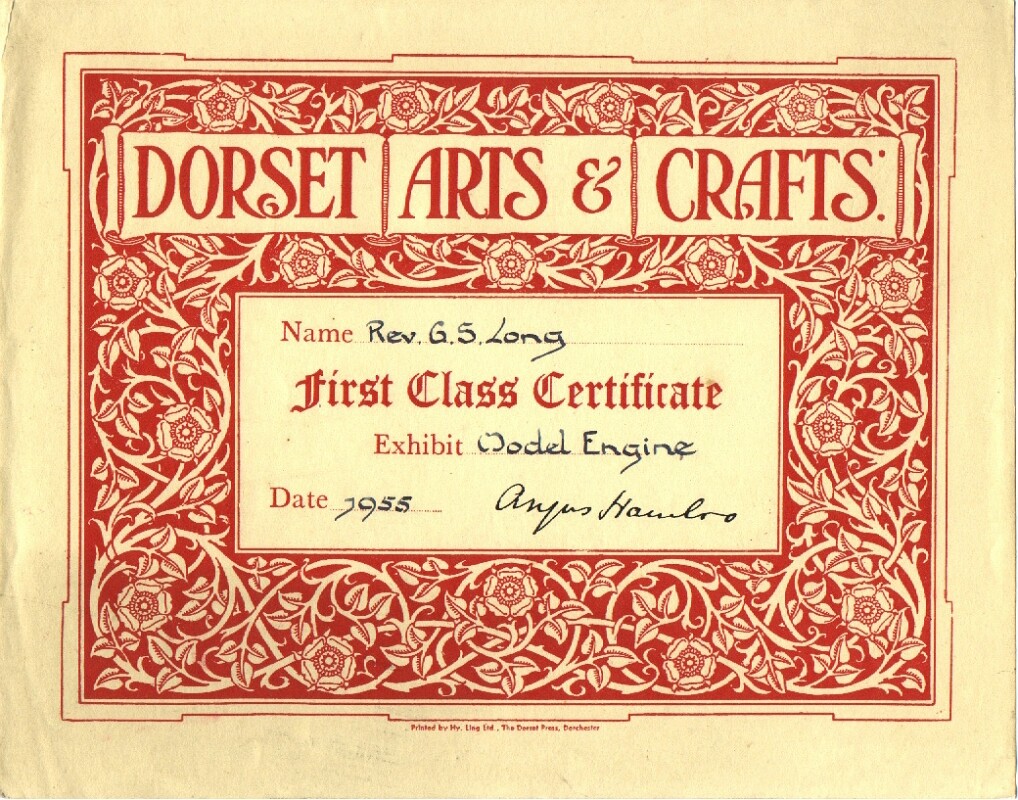 DORSET ARTS & CRAFTS:
Name Rev. G. S. Long
First Class Certificate
Exhibit Model Engine
Date 1955 Angus
Printed by Hy. Ling Ltd., The Dorset Press, Dorchester